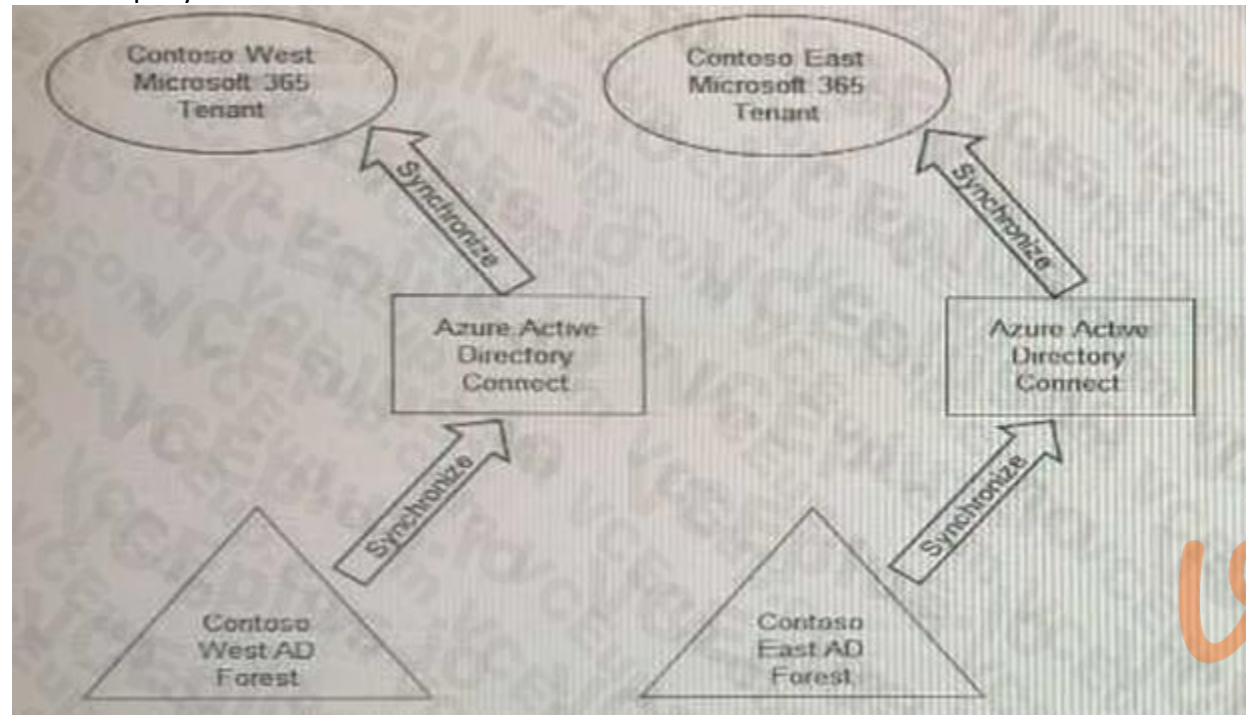 Contoso West
Microsoft 365
Tenant
Contoso East
Microsoft 365
Tenant
Synchronize
Synchronize
Azure Active
Directory
Connect
Azure Active
Directory
Connect
Synchronize
Synchronize
Contoso
West AD
Forest
Contoso
East AD
Forest